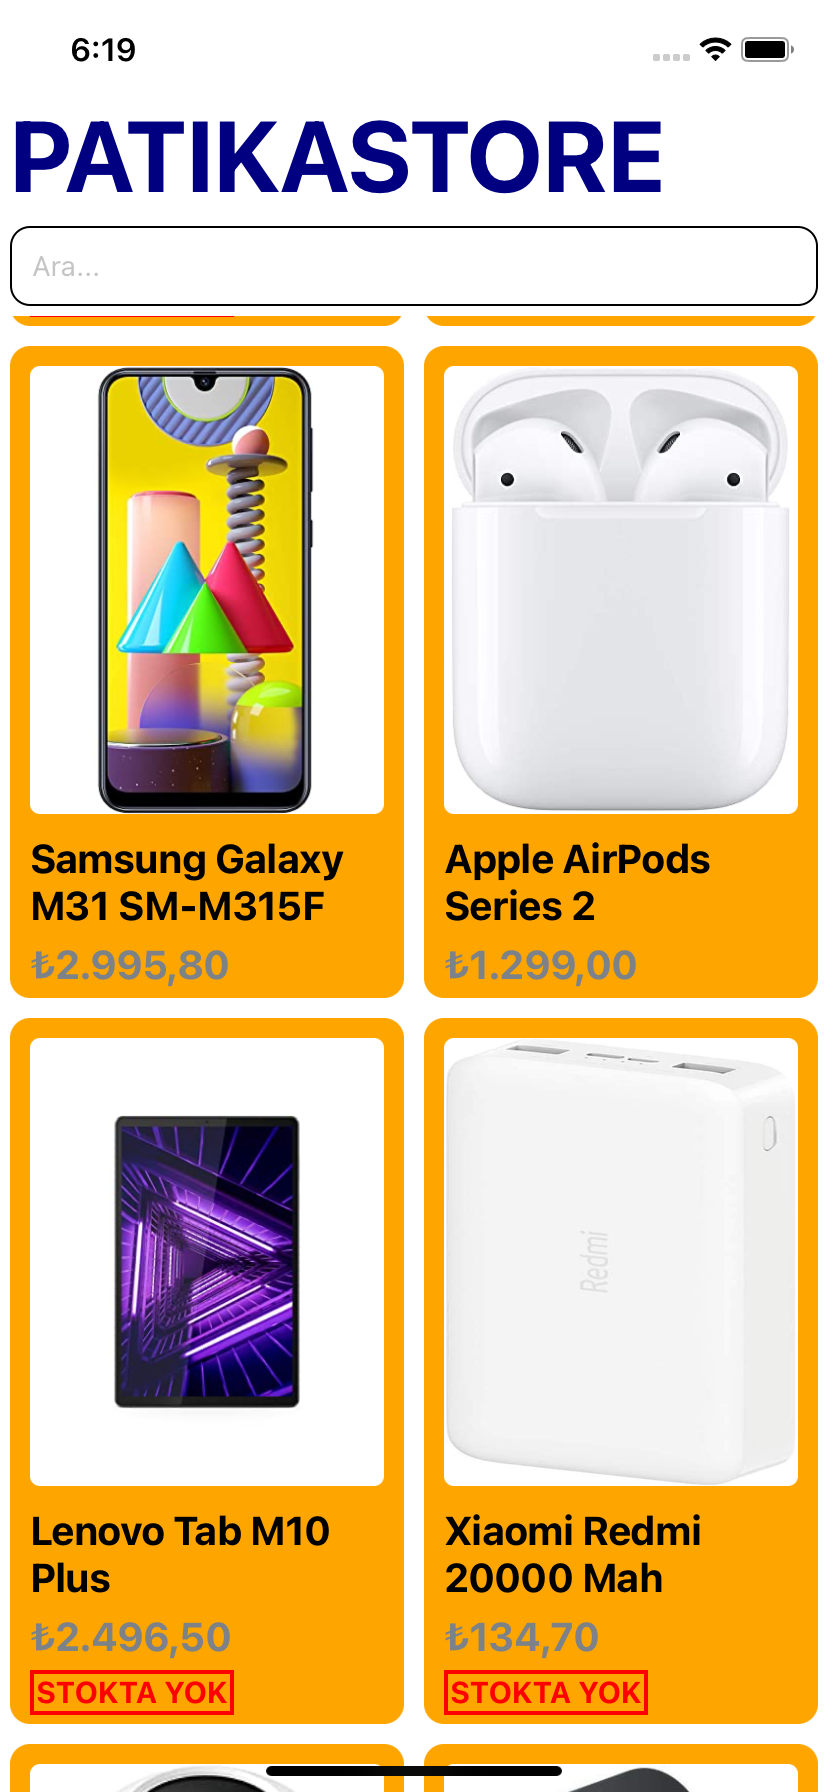 6:19
PATIKASTORE
Ara...
Samsung Galaxy
M31 SM-M315F
₺2.995,80
Apple AirPods
Series 2
₺1.299,00
Redmi
Lenovo Tab M10
Plus
₺2.496,50
STOKTA YOK
Xiaomi Redmi
20000 Mah
₺134,70
STOKTA YOK